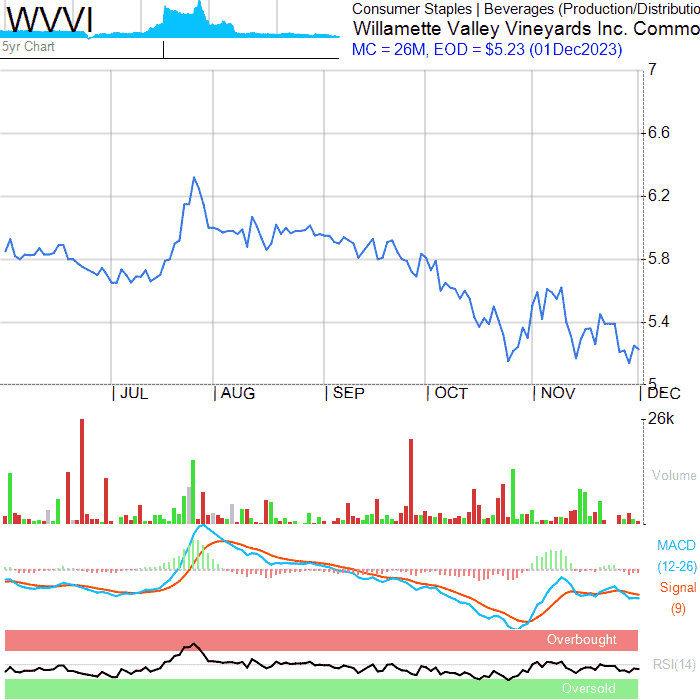 WVVI
5yr Chart
Consumer Staples | Beverages (Production/Distributio
Willamette Valley Vineyards Inc. Commo
MC = 26M, EOD = $5.23 (01Dec2023)
7
6.6
6.2
5.8
5.4
5
| JUL | AUG | SEP | OCT | NOV | DEC
26k
Volume
MACD
(12-26)
Signal
(9)
Overbought
RSI(14)
Oversold